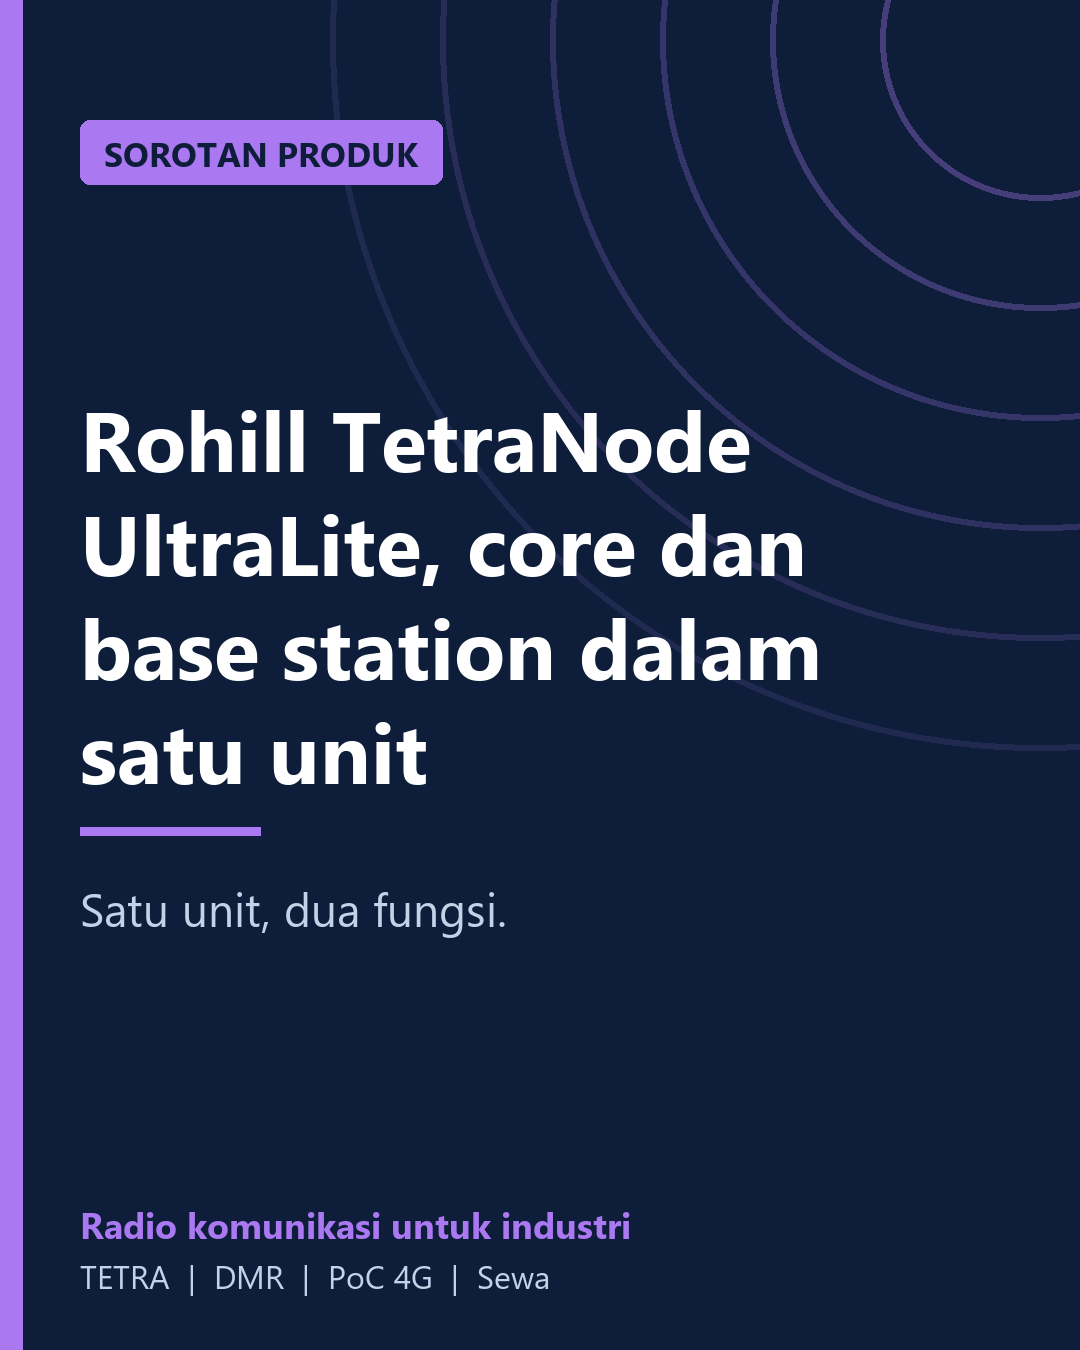 SOROTAN PRODUK
Rohill TetraNode
UltraLite, core dan
base station dalam
satu unit
Satu unit, dua fungsi.
Radio komunikasi untuk industri
TETRA | DMR | PoC 4G | Sewa